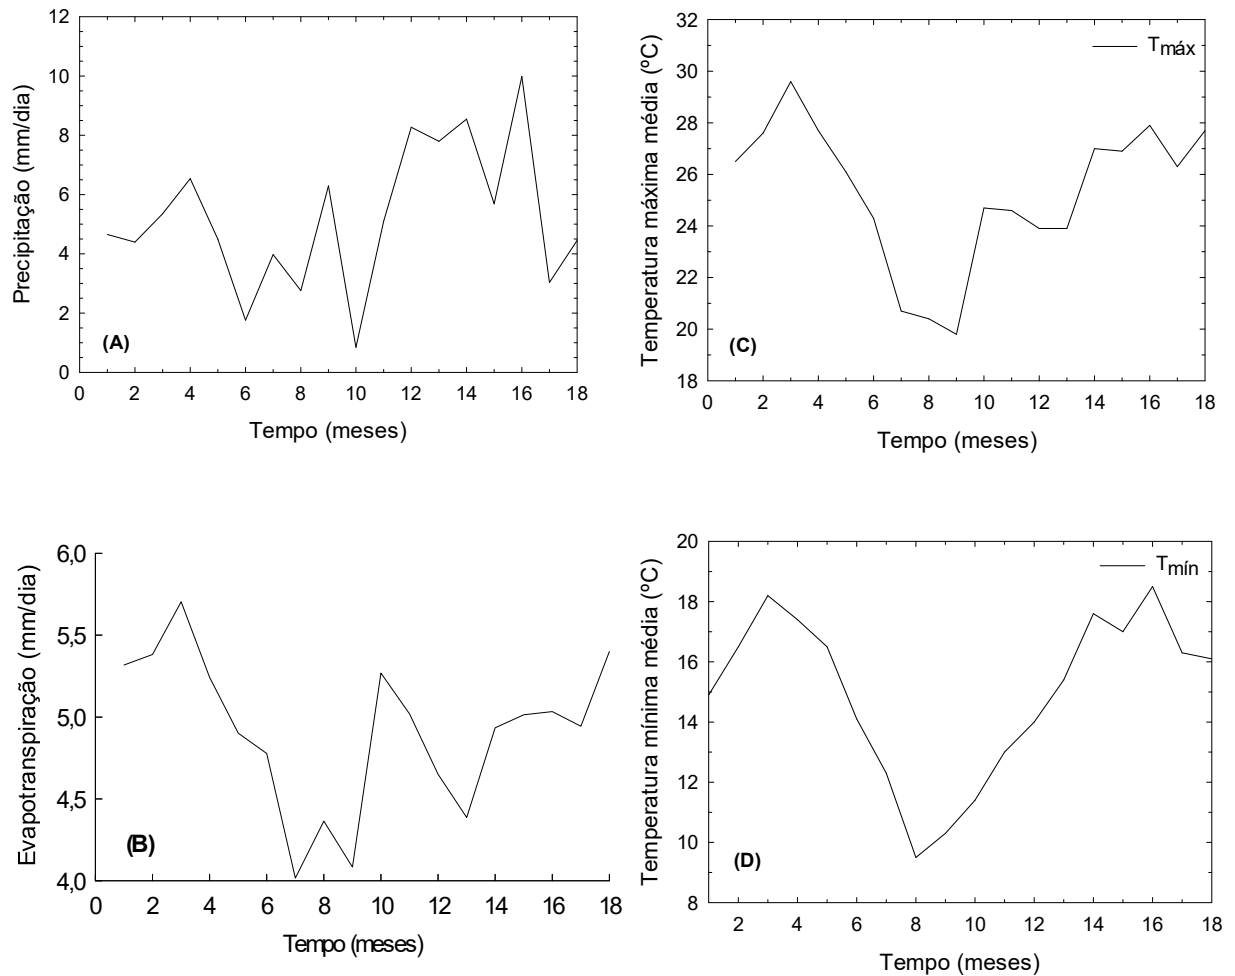 12
10
8
6
4
2
0
Precipitação (mm/dia)
(A)
0 2 4 6 8 10 12 14 16 18
Tempo (meses)
32
30
28
26
24
22
20
18
Temperatura máxima média (ºC)
Tmáx
(C)
0 2 4 6 8 10 12 14 16 18
Tempo (meses)
6,0
5,5
5,0
4,5
4,0
Evapotranspiração (mm/dia)
(B)
0 2 4 6 8 10 12 14 16 18
Tempo (meses)
20
18
16
14
12
10
8
Temperatura mínima média (ºC)
Tmín
(D)
2 4 6 8 10 12 14 16 18
Tempo (meses)